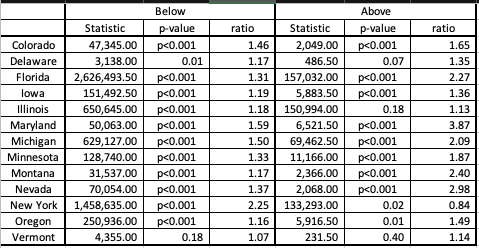 Below Above
Statistic p-value ratio Statistic p-value ratio
Colorado 47,345.00 p<0.001 1.46 2,049.00 p<0.001 1.65
Delaware 3,138.00 0.01 1.17 486.50 0.07 1.35
Florida 2,626,493.50 p<0.001 1.31 157,032.00 p<0.001 2.27
Iowa 151,492.50 p<0.001 1.19 5,883.50 p<0.001 1.36
Illinois 650,645.00 p<0.001 1.18 150,994.00 0.18 1.13
Maryland 50,063.00 p<0.001 1.59 6,521.50 p<0.001 3.87
Michigan 629,127.00 p<0.001 1.50 69,462.50 p<0.001 2.09
Minnesota 128,740.00 p<0.001 1.33 11,166.00 p<0.001 1.87
Montana 31,537.00 p<0.001 1.17 2,366.00 p<0.001 2.40
Nevada 70,054.00 p<0.001 1.37 2,068.00 p<0.001 2.98
New York 1,458,635.00 p<0.001 2.25 133,293.00 0.02 0.84
Oregon 250,936.00 p<0.001 1.16 5,916.50 0.01 1.49
Vermont 4,355.00 0.18 1.07 231.50 0.40 1.14